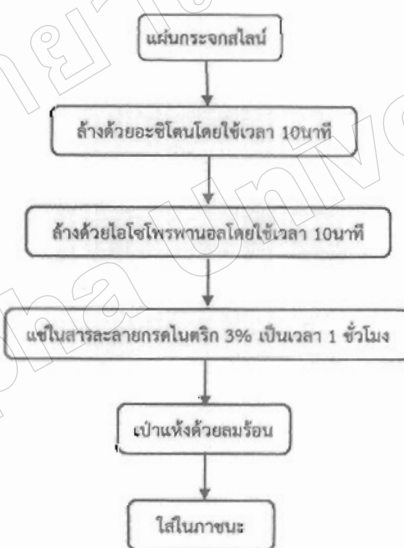 แผ่นกระจกสไลน์
ล้างด้วยอะซิโตนโดยใช้เวลา 10นาที
ล้างด้วยไอโซโพรพานอลโดยใช้เวลา 10นาที
แช่ในสารละลายกรดไนตริก 3% เป็นเวลา 1 ชั่วโมง
เป่าแห้งด้วยลมร้อน
ใส่ในภาชนะ